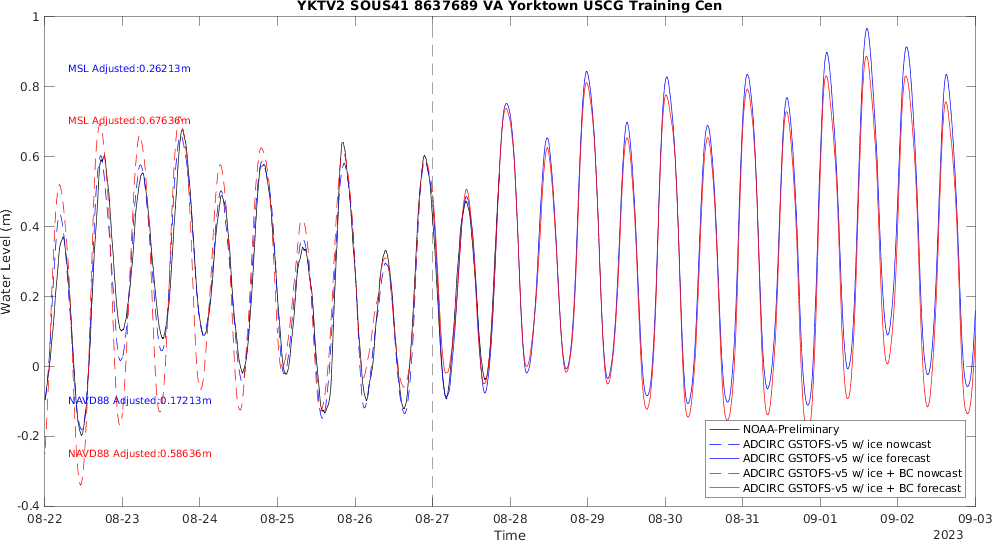 YKTV2 SOUS41 8637689 VA Yorktown USCG Training Cen
Water Level (m)
1
0.8
0.6
0.4
0.2
0
-0.2
-0.4
MSL Adjusted:0.26213m
MSL Adjusted:0.67636m
NAVD88 Adjusted:0.17213m
NAVD88 Adjusted:0.58636m
NOAA-Preliminary
ADCIRC GSTOFS-v5 w/ ice nowcast
ADCIRC GSTOFS-v5 w/ ice forecast
ADCIRC GSTOFS-v5 w/ ice + BC nowcast
ADCIRC GSTOFS-v5 w/ ice + BC forecast
08-22 08-23 08-24 08-25 08-26 08-27 08-28 08-29 08-30 08-31 09-01 09-02 09-03
Time
2023